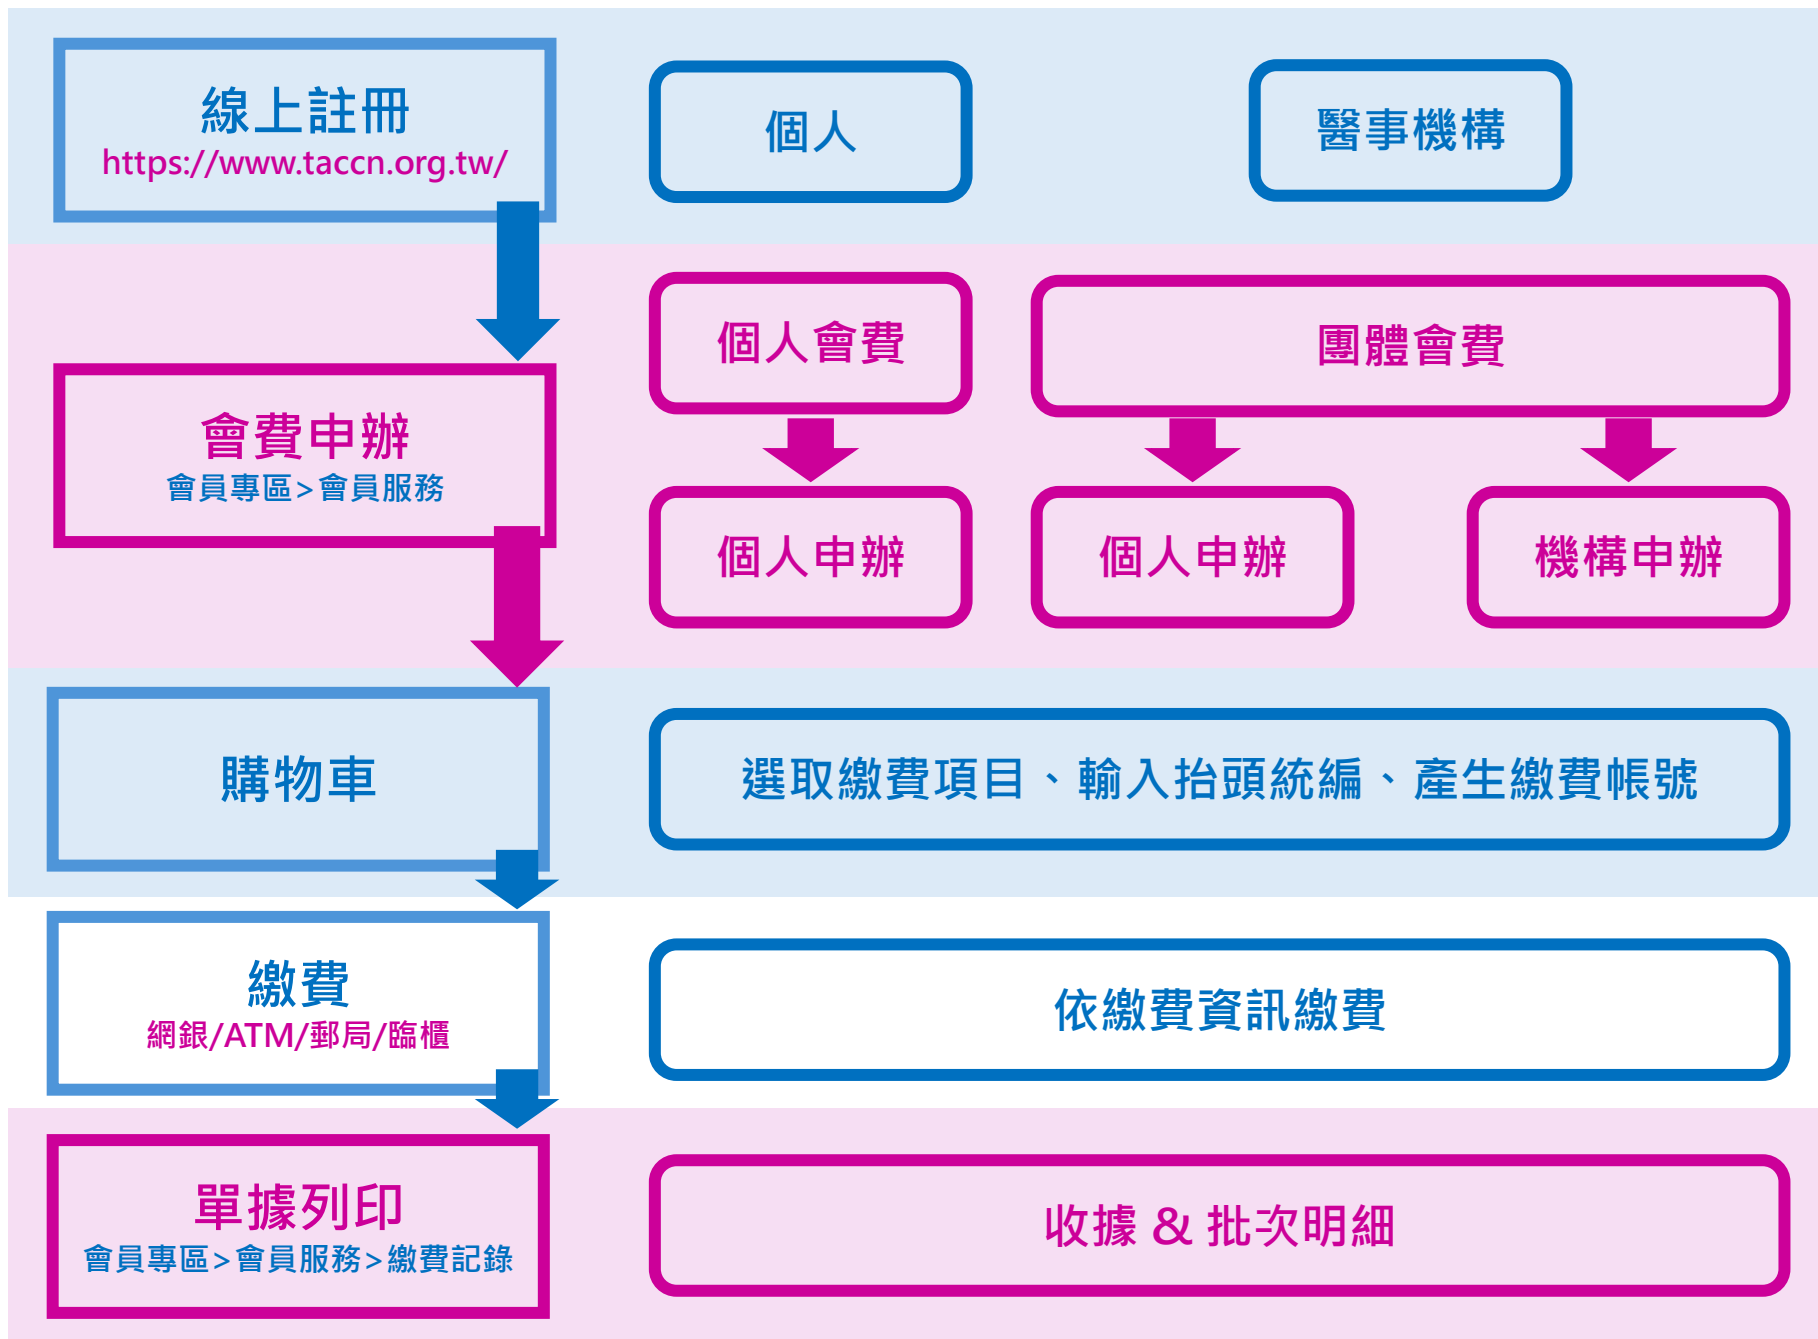 線上註冊
https://www.taccn.org.tw/
個人
醫事機構
會費申辦
會員專區>會員服務
個人會費
團體會費
個人申辦
個人申辦
機構申辦
購物車
選取繳費項目、輸入抬頭統編、產生繳費帳號
繳費
網銀/ATM/郵局/臨櫃
依繳費資訊繳費
單據列印
會員專區>會員服務>繳費記錄
收據 & 批次明細